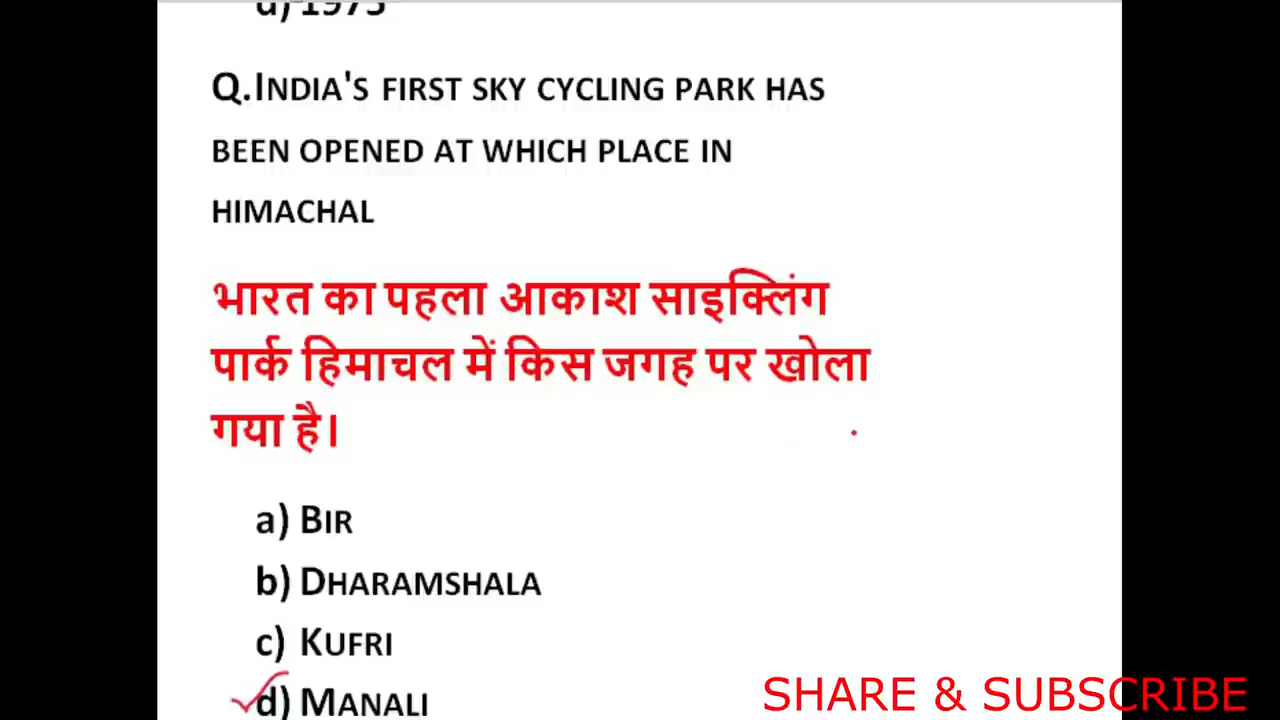 d) 1975
Q.INDIA'S FIRST SKY CYCLING PARK HAS
BEEN OPENED AT WHICH PLACE IN
HIMACHAL
भारत का पहला आकाश साइक्लिंग
पार्क हिमाचल में किस जगह पर खोला
गया है।
a) BIR
b) DHARAMSHALA
c) KUFRI
d) MANALI
SHARE & SUBSCRIBE